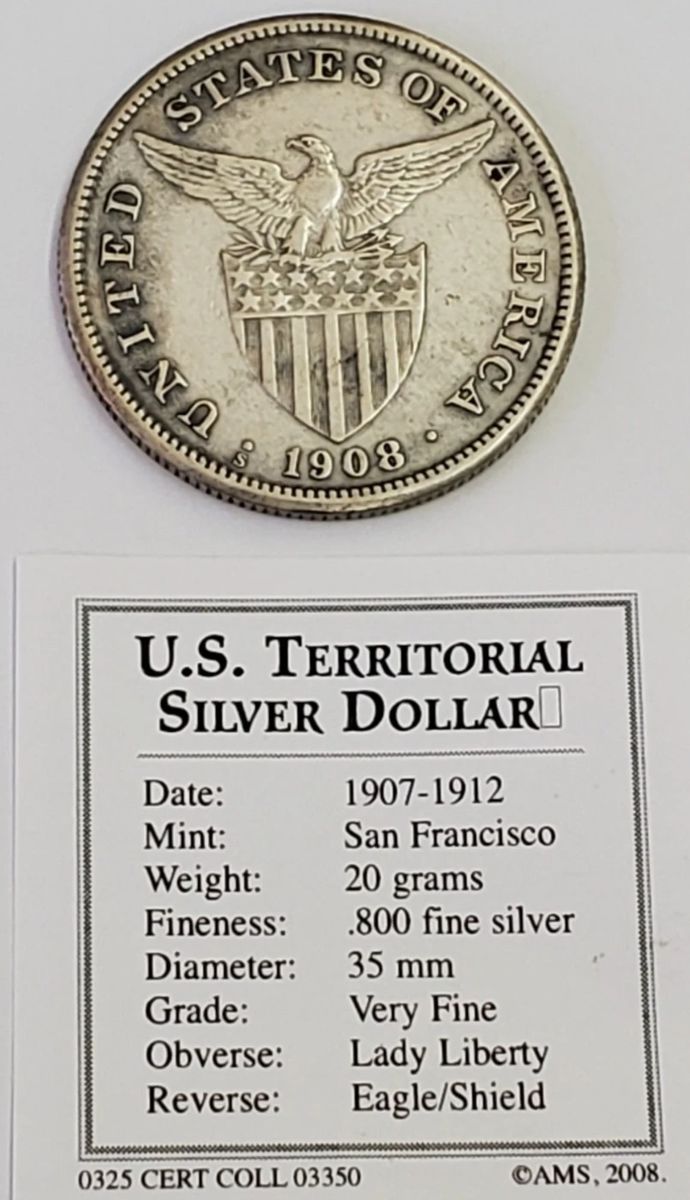 UNITED STATES OF AMERICA
S 1908
U.S. TERRITORIAL
SILVER DOLLAR
Date: 1907-1912
Mint: San Francisco
Weight: 20 grams
Fineness: .800 fine silver
Diameter: 35 mm
Grade: Very Fine
Obverse: Lady Liberty
Reverse: Eagle/Shield
0325 CERT COLL 03350 ©AMS, 2008.